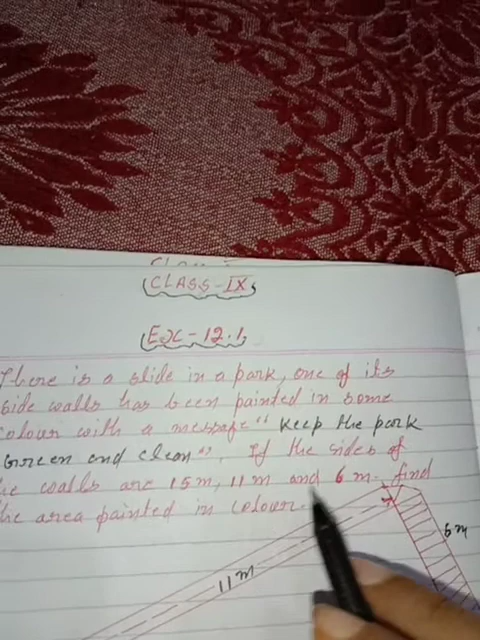 CLASS-IX
Ex-12.1
There is a slide in a park, one of its
side walls has been painted in some
colour with a message "Keep the park
Green and clean". If the sides of
the walls are 15m, 11m and 6m. find
the area painted in colour.
6m
11m